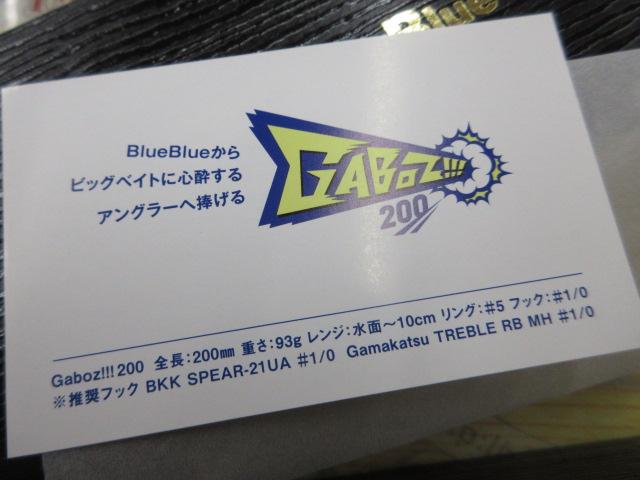 Blue
BlueBlueから
ビッグベイトに心酔する
アングラーへ捧げる
GABOZ!!!
200
Gaboz!!! 200 全長:200mm 重さ:93g レンジ:水面～10cm リング:#5 フック:#1/0
※推奨フック BKK SPEAR-21UA #1/0 Gamakatsu TREBLE RB MH #1/0